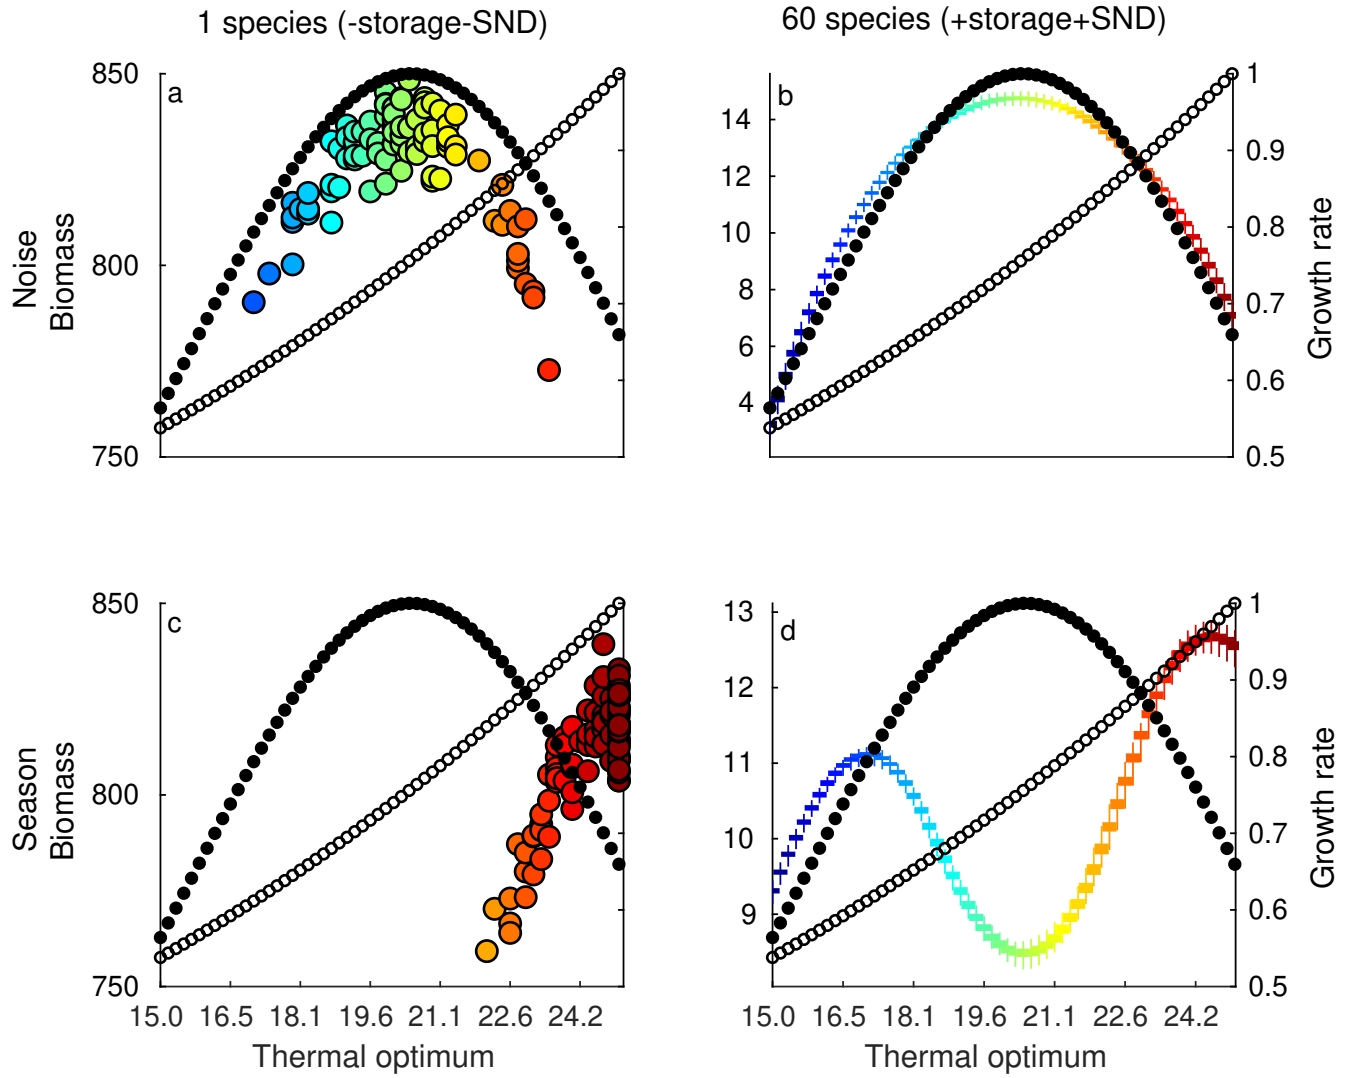 1 species (-storage-SND)
60 species (+storage+SND)
a
850
800
750
Noise
Biomass
b
14
12
10
8
6
4
1
0.9
0.8
0.7
0.6
0.5
Growth rate
c
850
800
750
Season
Biomass
15.0 16.5 18.1 19.6 21.1 22.6 24.2
Thermal optimum
d
13
12
11
10
9
1
0.9
0.8
0.7
0.6
0.5
Growth rate
15.0 16.5 18.1 19.6 21.1 22.6 24.2
Thermal optimum